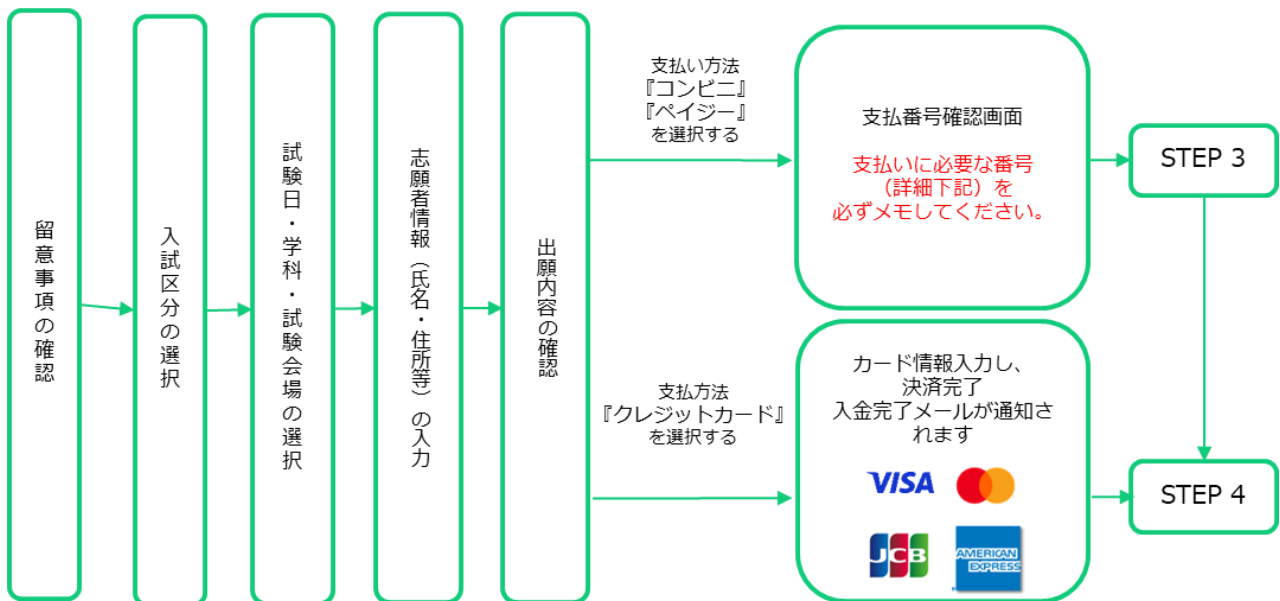 留意事項の確認
入試区分の選択
試験日・学科・試験会場の選択
志願者情報（氏名・住所等）の入力
出願内容の確認
支払い方法
『コンビニ』
『ペイジー』
を選択する
支払番号確認画面
支払いに必要な番号
（詳細下記）を
必ずメモしてください。
STEP 3
支払方法
『クレジットカード』
を選択する
カード情報入力し、
決済完了
入金完了メールが通知さ
れます
VISA
JCB
AMERICAN
EXPRESS
STEP 4